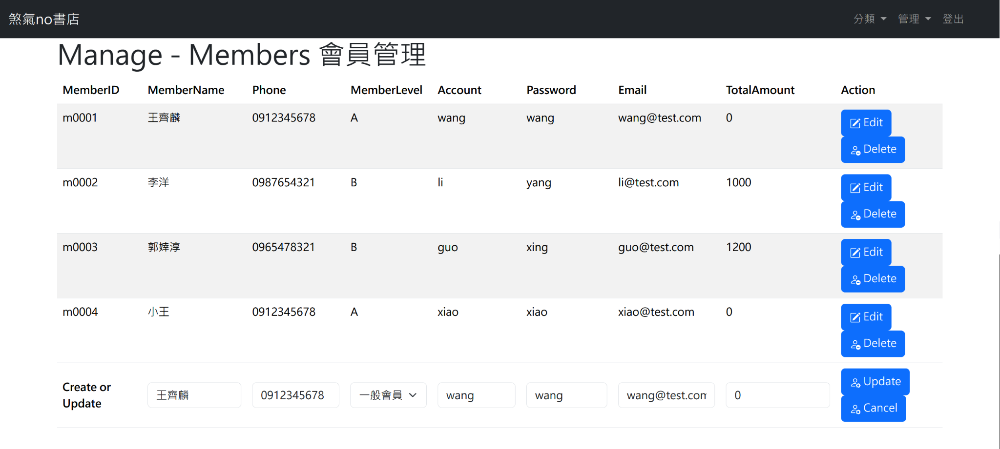 煞氣no書店 分類 管理 登出
Manage - Members 會員管理
MemberID MemberName Phone MemberLevel Account Password Email TotalAmount Action
m0001 王齊麟 0912345678 A wang wang wang@test.com 0 Edit
Delete
m0002 李洋 0987654321 B li yang li@test.com 1000 Edit
Delete
m0003 郭婞淳 0965478321 B guo xing guo@test.com 1200 Edit
Delete
m0004 小王 0912345678 A xiao xiao xiao@test.com 0 Edit
Delete
Create or Update 王齊麟 0912345678 一般會員 wang wang wang@test.com 0 Update
Cancel